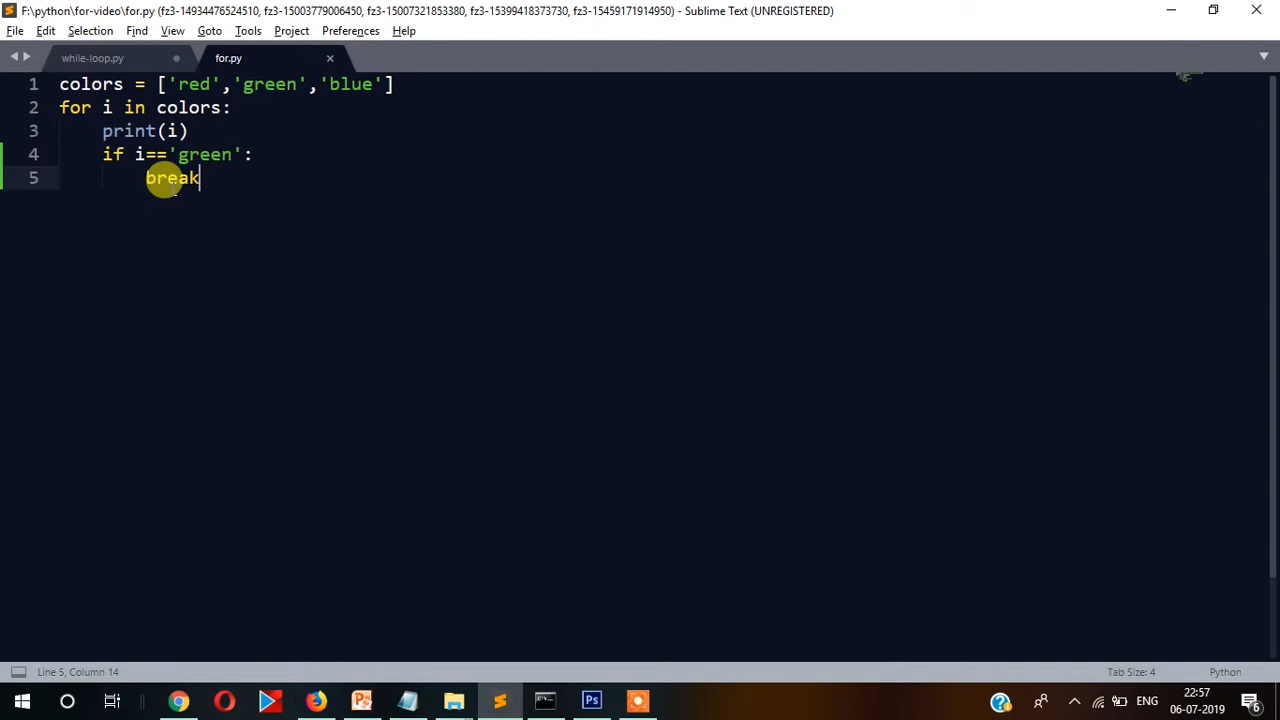 F:\python\for-video\for.py (fz3-14934476524510, fz3-15003779006450, fz3-15007321833380, fz3-15399418373730, fz3-15459171914950) - Sublime Text (UNREGISTERED)
File Edit Selection Find View Goto Tools Project Preferences Help
while-loop.py for.py
1 colors = ['red','green','blue']
2 for i in colors:
3 print(i)
4 if i=='green':
5 break
Line 5, Column 14 Tab Size: 4 Python
ENG 22:57
06-07-2019 6